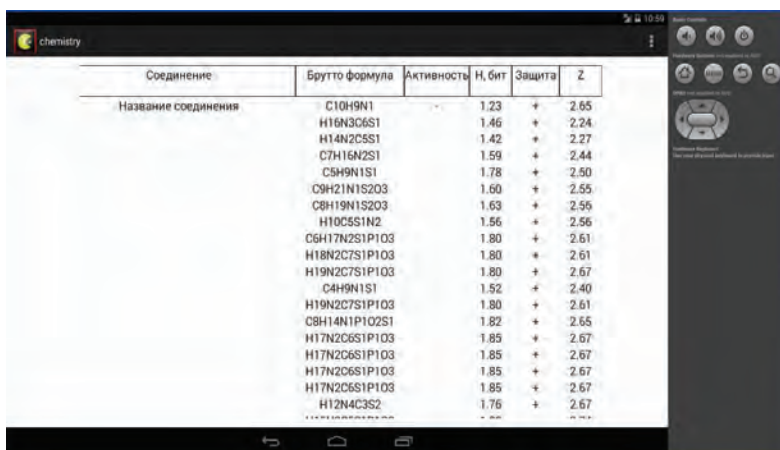 10:59
chemistry
Соединение Брутто формула Активность H, бит Защита Z
Название соединения C10H9N1 - 1.23 + 2.65
H16N3C6S1 1.46 + 2.24
H14N2C5S1 1.42 + 2.27
C7H16N2S1 1.59 + 2.44
C5H9N1S1 1.78 + 2.50
C9H21N1S2O3 1.60 + 2.55
C8H19N1S2O3 1.63 + 2.56
H10C5S1N2 1.56 + 2.56
C6H17N2S1P1O3 1.80 + 2.61
H18N2C7S1P1O3 1.80 + 2.61
H19N2C7S1P1O3 1.80 + 2.67
C4H9N1S1 1.52 + 2.40
H19N2C7S1P1O3 1.80 + 2.61
C8H14N1P1O2S1 1.82 + 2.65
H17N2C6S1P1O3 1.85 + 2.67
H17N2C6S1P1O3 1.85 + 2.67
H17N2C6S1P1O3 1.85 + 2.67
H17N2C6S1P1O3 1.85 + 2.67
H12N4C3S2 1.76 + 2.67
Basic Controls
MENU